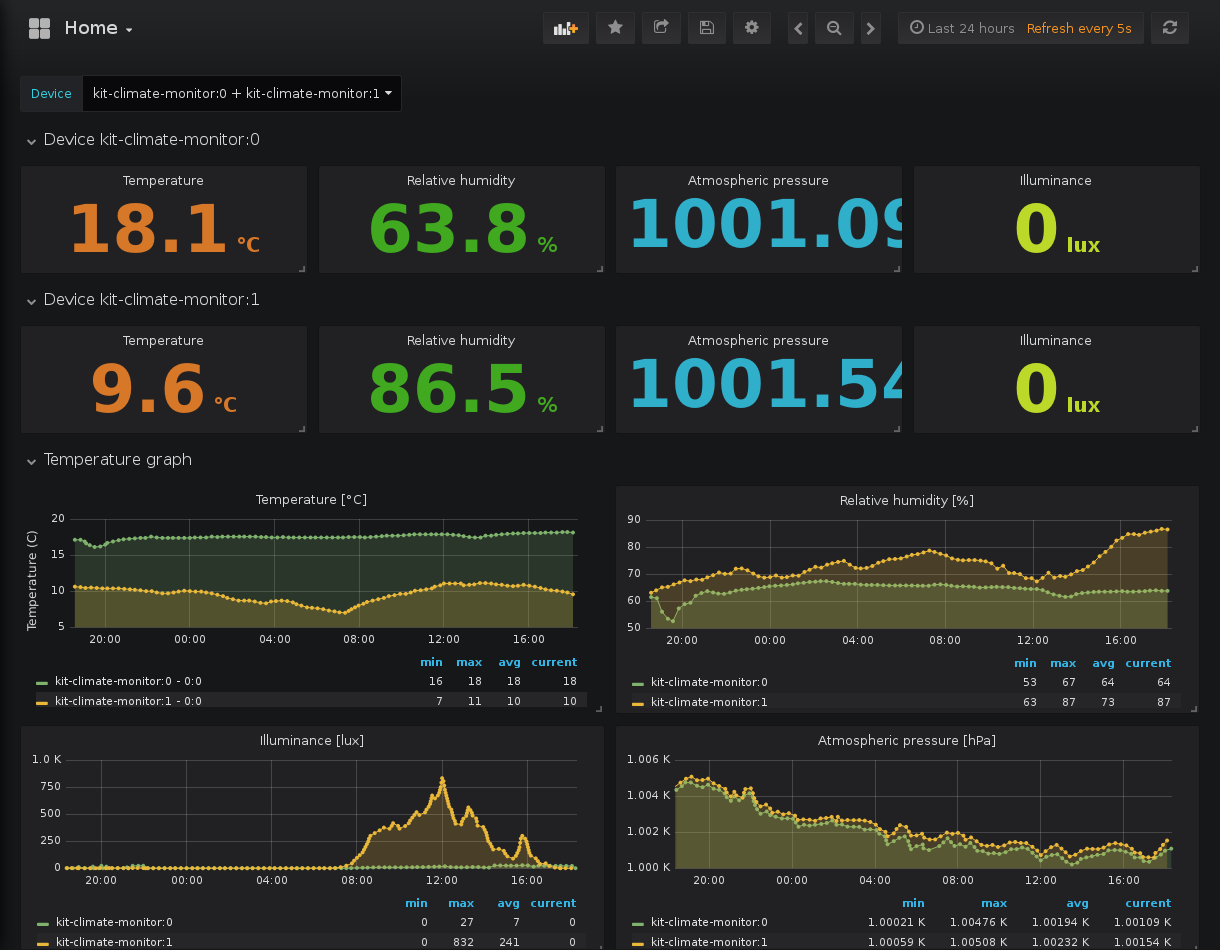 Home
Last 24 hours Refresh every 5s
Device kit-climate-monitor:0 + kit-climate-monitor:1
Device kit-climate-monitor:0
Temperature Relative humidity Atmospheric pressure Illuminance
18.1 °C 63.8 % 1001.09 0 lux
Device kit-climate-monitor:1
Temperature Relative humidity Atmospheric pressure Illuminance
9.6 °C 86.5 % 1001.54 0 lux
Temperature graph
Temperature [°C]
Temperature (C)
20
15
10
5
20:00 00:00 04:00 08:00 12:00 16:00
min max avg current
kit-climate-monitor:0 - 0:0 16 18 18 18
kit-climate-monitor:1 - 0:0 7 11 10 10
Relative humidity [%]
90
80
70
60
50
20:00 00:00 04:00 08:00 12:00 16:00
min max avg current
kit-climate-monitor:0 53 67 64 64
kit-climate-monitor:1 63 87 73 87
Illuminance [lux]
1.0 K
750
500
250
0
20:00 00:00 04:00 08:00 12:00 16:00
min max avg current
kit-climate-monitor:0 0 27 7 0
kit-climate-monitor:1 0 832 241 0
Atmospheric pressure [hPa]
1.006 K
1.004 K
1.002 K
1.000 K
20:00 00:00 04:00 08:00 12:00 16:00
min max avg current
kit-climate-monitor:0 1.00021 K 1.00476 K 1.00194 K 1.00109 K
kit-climate-monitor:1 1.00059 K 1.00508 K 1.00232 K 1.00154 K